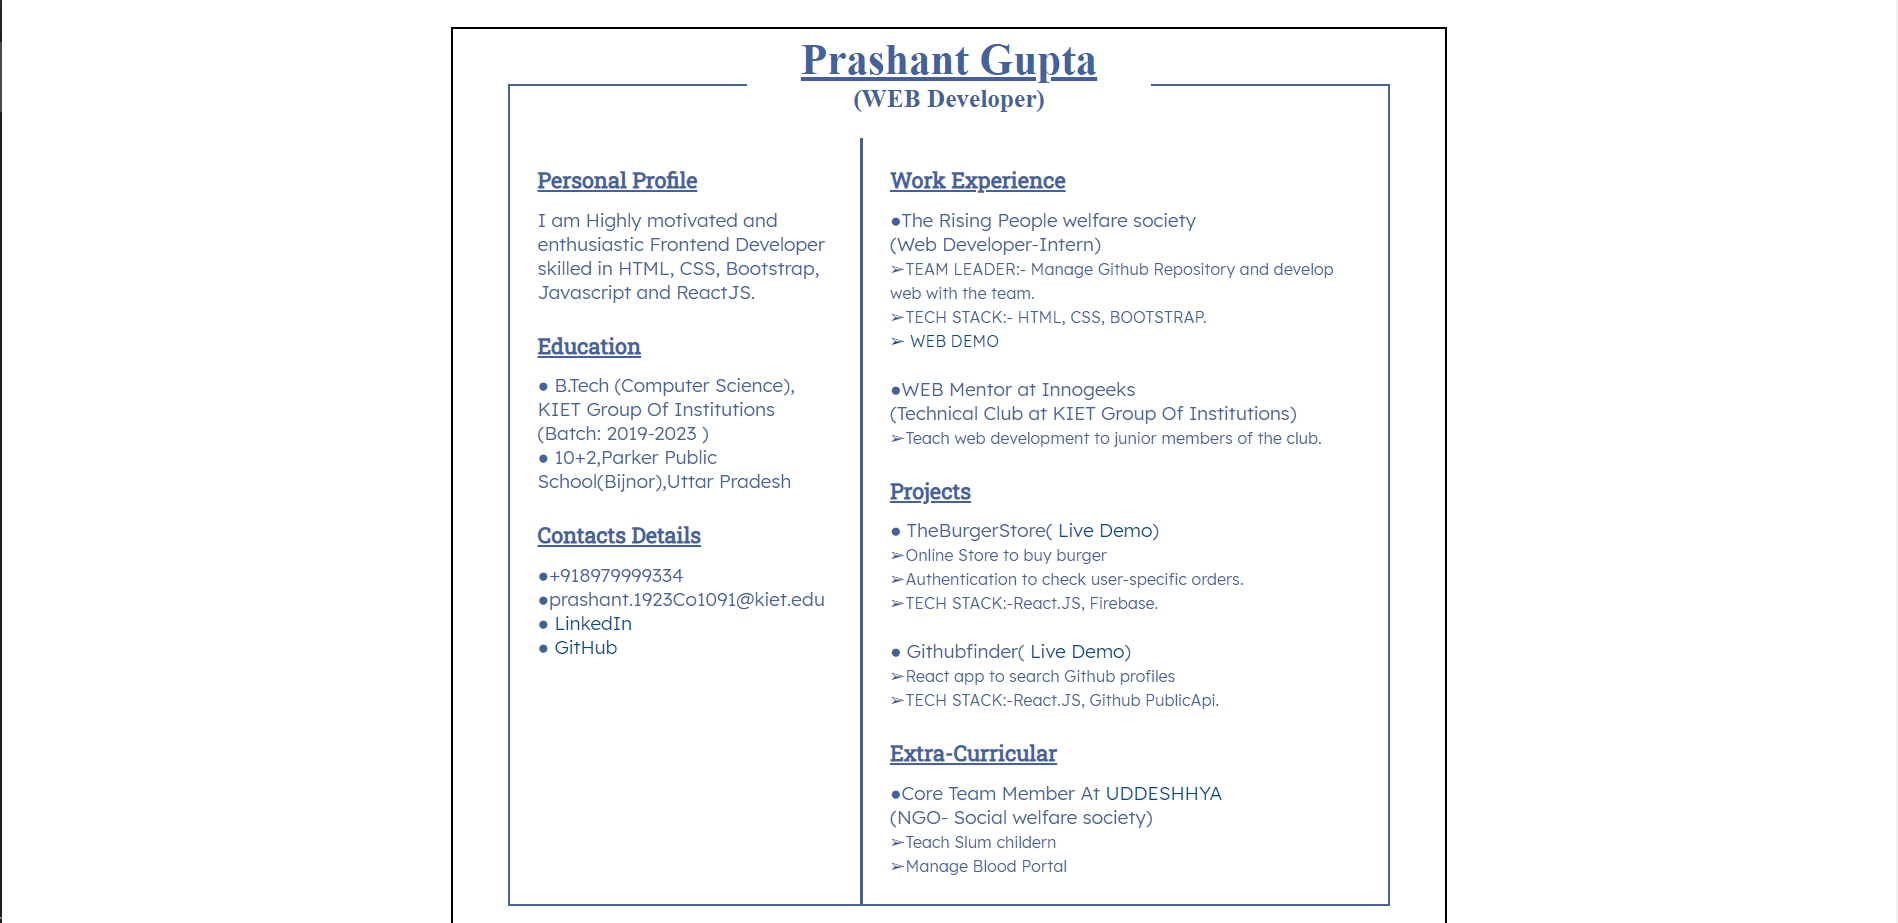 Prashant Gupta
(WEB Developer)
Personal Profile
I am Highly motivated and
enthusiastic Frontend Developer
skilled in HTML, CSS, Bootstrap,
Javascript and ReactJS.
Education
● B.Tech (Computer Science),
KIET Group Of Institutions
(Batch: 2019-2023 )
● 10+2,Parker Public
School(Bijnor),Uttar Pradesh
Contacts Details
●+918979999334
●prashant.1923Co1091@kiet.edu
● LinkedIn
● GitHub
Work Experience
●The Rising People welfare society
(Web Developer-Intern)
➢TEAM LEADER:- Manage Github Repository and develop
web with the team.
➢TECH STACK:- HTML, CSS, BOOTSTRAP.
➢ WEB DEMO
●WEB Mentor at Innogeeks
(Technical Club at KIET Group Of Institutions)
➢Teach web development to junior members of the club.
Projects
● TheBurgerStore( Live Demo)
➢Online Store to buy burger
➢Authentication to check user-specific orders.
➢TECH STACK:-React.JS, Firebase.
● Githubfinder( Live Demo)
➢React app to search Github profiles
➢TECH STACK:-React.JS, Github PublicApi.
Extra-Curricular
●Core Team Member At UDDESHHYA
(NGO- Social welfare society)
➢Teach Slum childern
➢Manage Blood Portal